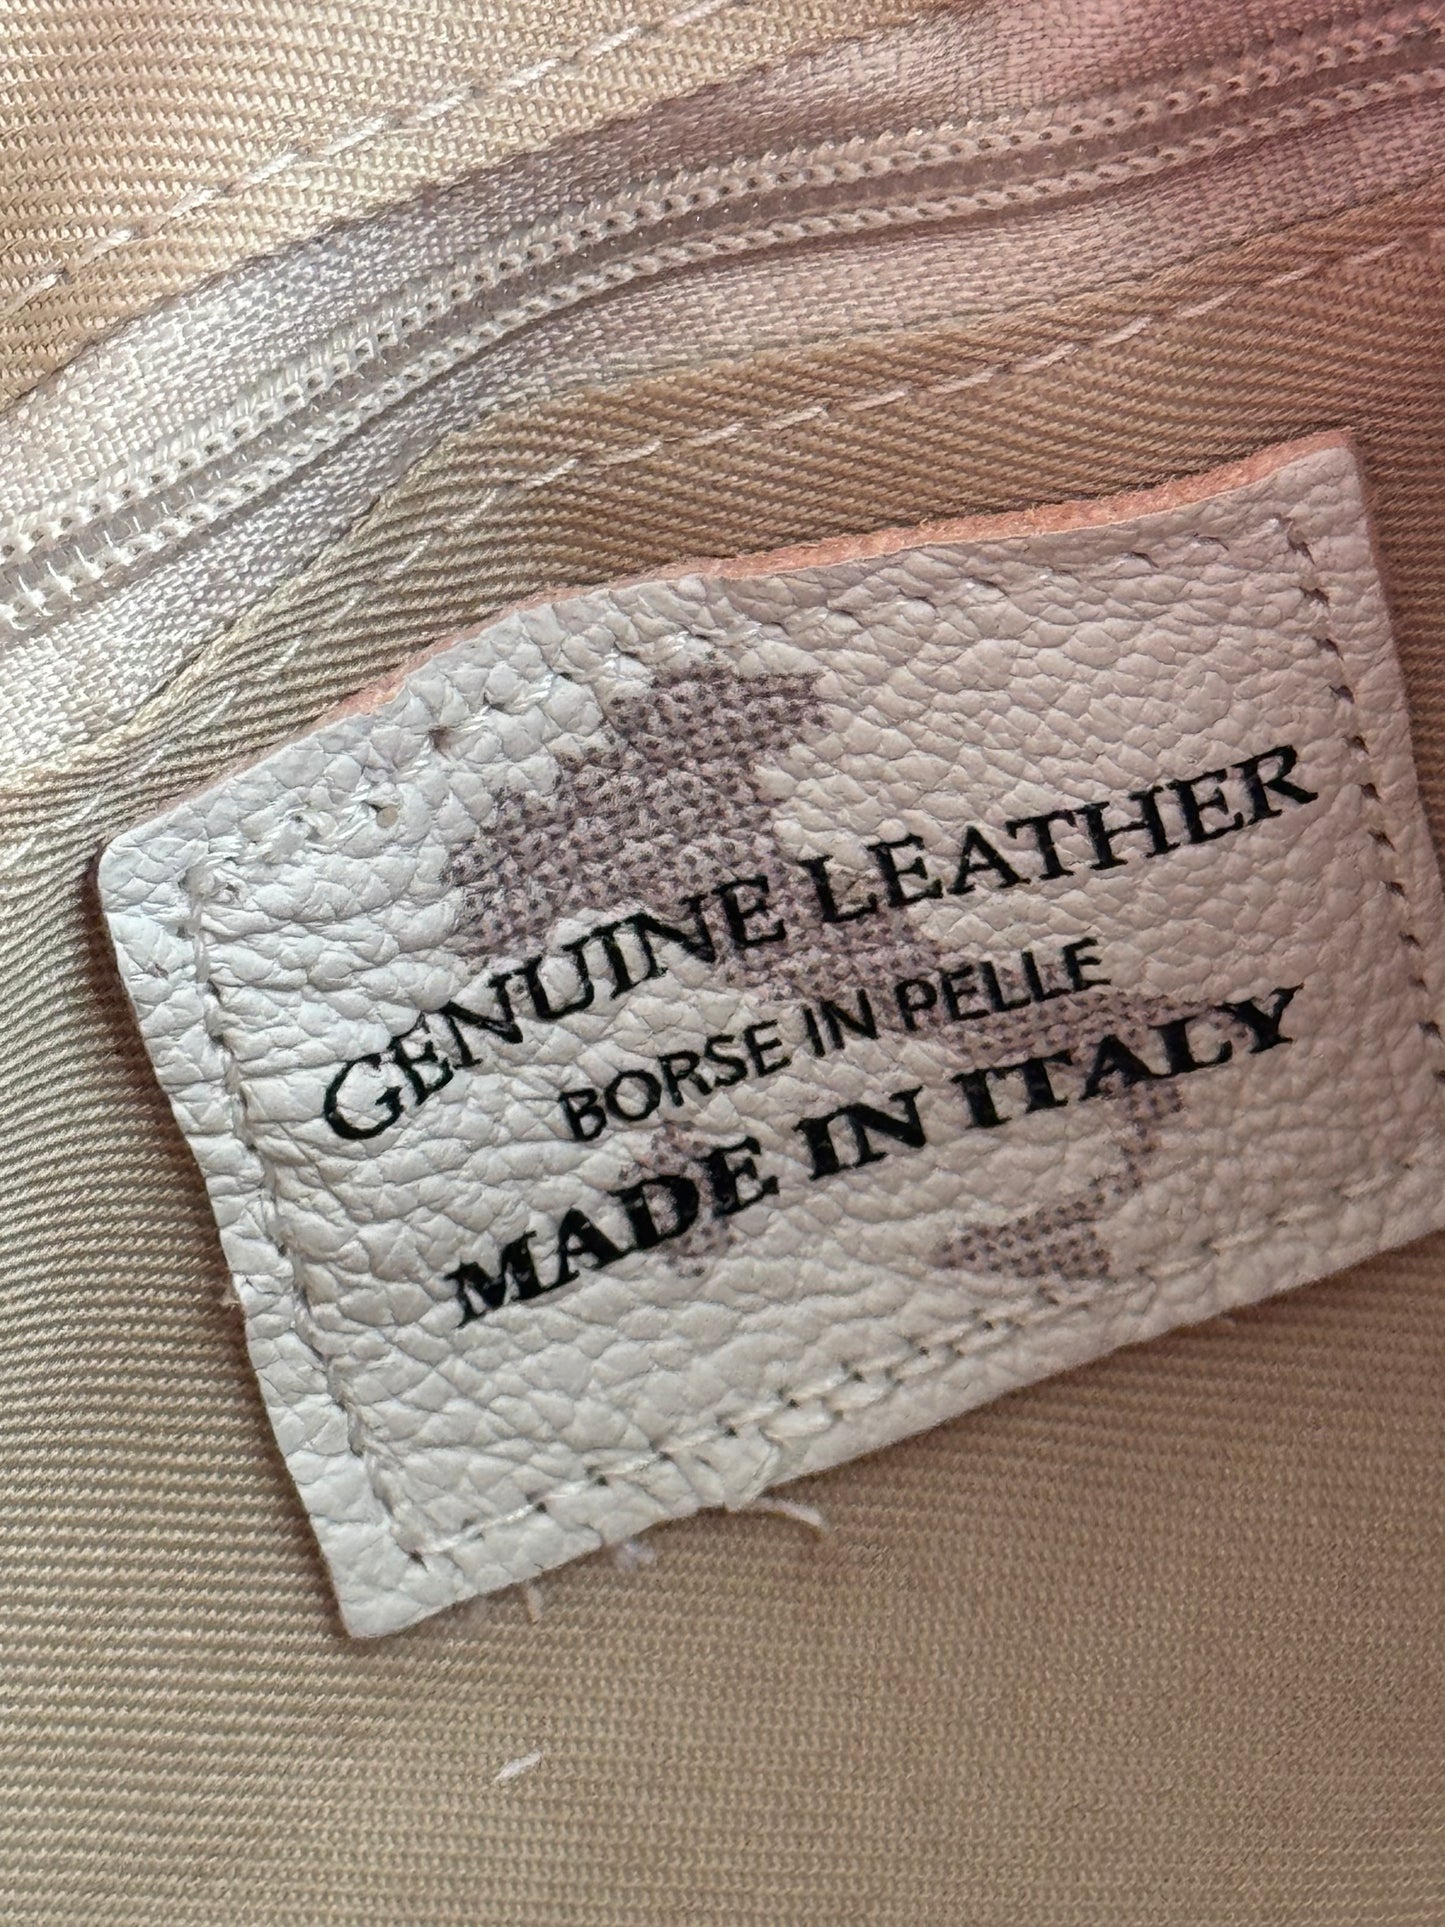 GENUINE LEATHER
BORSE IN PELLE
MADE IN ITALY